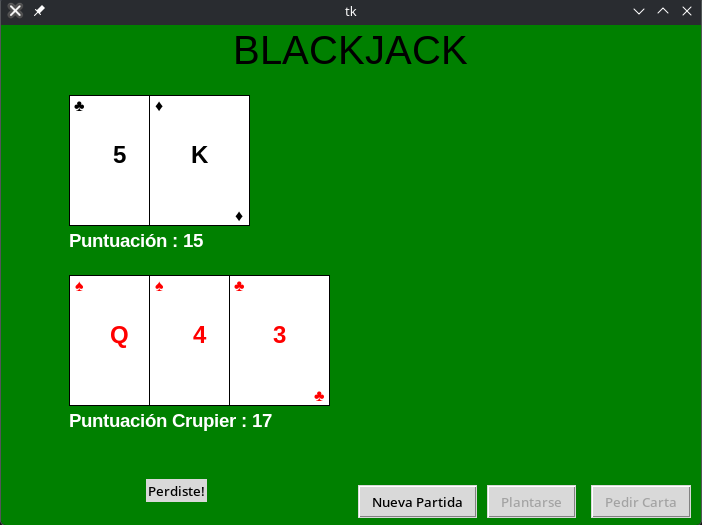 tk
BLACKJACK
♣ ♦
5 K
♦
Puntuación : 15
♠ ♠ ♣
Q 4 3
♣
Puntuación Crupier : 17
Perdiste!
Nueva Partida Plantarse Pedir Carta